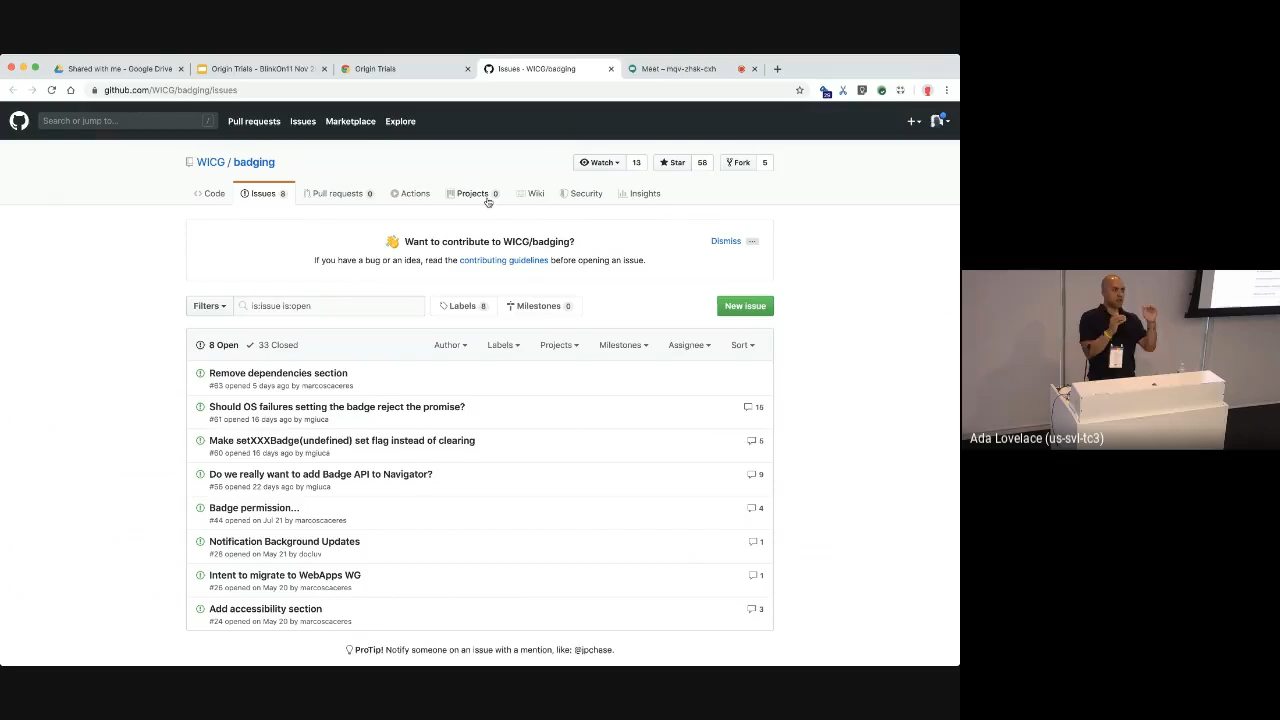 Shared with me - Google Drive
Origin Trials - BlinkOn11 Nov 2
Origin Trials
Issues · WICG/badging
Meet – mqv-zhsk-cxh
github.com/WICG/badging/issues
Search or jump to...
/
Pull requests
Issues
Marketplace
Explore
WICG / badging
Watch
13
Star
58
Fork
5
Code
Issues 8
Pull requests 0
Actions
Projects 0
Wiki
Security
Insights
Want to contribute to WICG/badging?
Dismiss
If you have a bug or an idea, read the contributing guidelines before opening an issue.
Filters
is:issue is:open
Labels 8
Milestones 0
New issue
8 Open
33 Closed
Author
Labels
Projects
Milestones
Assignee
Sort
Remove dependencies section
#63 opened 5 days ago by marcoscaceres
Should OS failures setting the badge reject the promise?
16
#61 opened 16 days ago by mgiuca
Make setXXXBadge(undefined) set flag instead of clearing
5
#60 opened 16 days ago by mgiuca
Do we really want to add Badge API to Navigator?
9
#56 opened 22 days ago by mgiuca
Badge permission...
4
#44 opened on Jul 21 by marcoscaceres
Notification Background Updates
1
#28 opened on May 21 by docluv
Intent to migrate to WebApps WG
1
#26 opened on May 20 by marcoscaceres
Add accessibility section
3
#24 opened on May 20 by marcoscaceres
ProTip! Notify someone on an issue with a mention, like: @jpchase.
Ada Lovelace (us-svl-tc3)